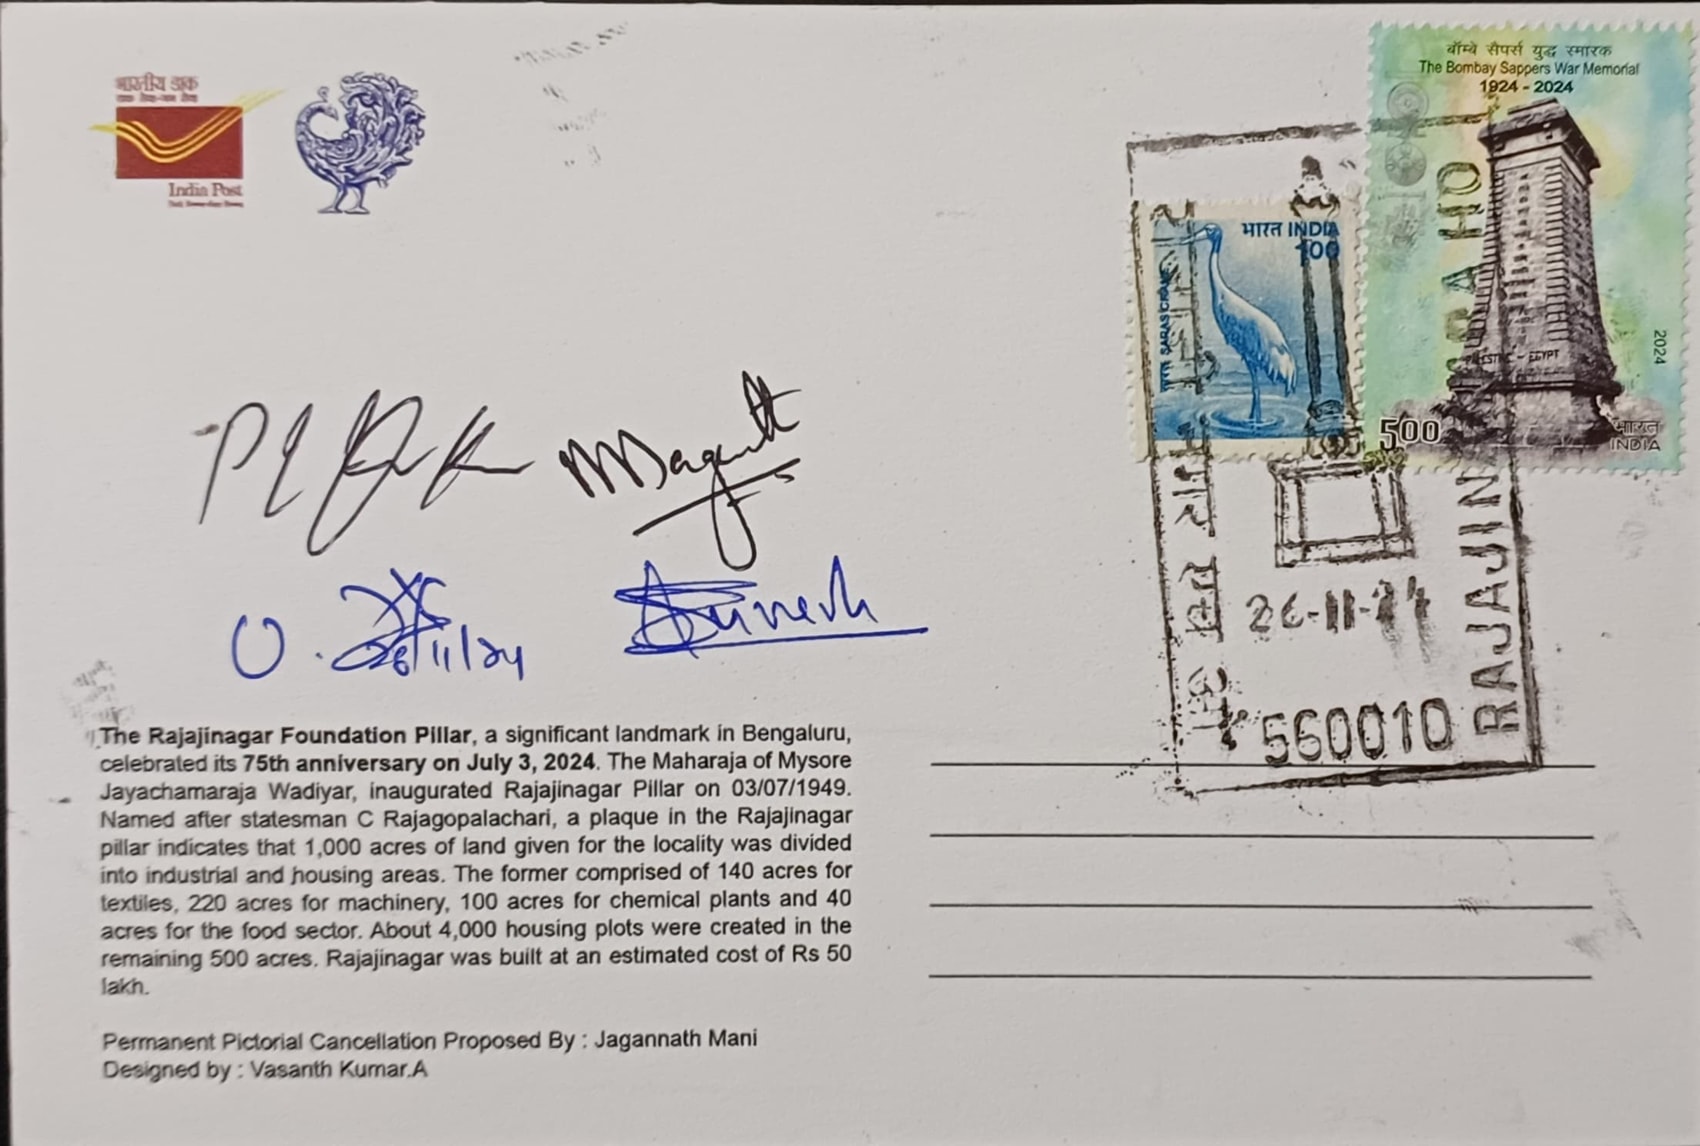 भारतीय डाक
डाक सेवा-जन सेवा
India Post
बॉम्बे सैपर्स युद्ध स्मारक
The Bombay Sappers War Memorial
1924 - 2024
भारत INDIA
100
SARAS CRANE
PALESTINE - EGYPT
2024
500
भारत
INDIA
RAJAJINAGARA HO
26-11-24
560010
26/11/24
Suresh
The Rajajinagar Foundation Pillar, a significant landmark in Bengaluru,
celebrated its 75th anniversary on July 3, 2024. The Maharaja of Mysore
Jayachamaraja Wadiyar, inaugurated Rajajinagar Pillar on 03/07/1949.
Named after statesman C Rajagopalachari, a plaque in the Rajajinagar
pillar indicates that 1,000 acres of land given for the locality was divided
into industrial and housing areas. The former comprised of 140 acres for
textiles, 220 acres for machinery, 100 acres for chemical plants and 40
acres for the food sector. About 4,000 housing plots were created in the
remaining 500 acres. Rajajinagar was built at an estimated cost of Rs 50
lakh.
Permanent Pictorial Cancellation Proposed By : Jagannath Mani
Designed by : Vasanth Kumar.A